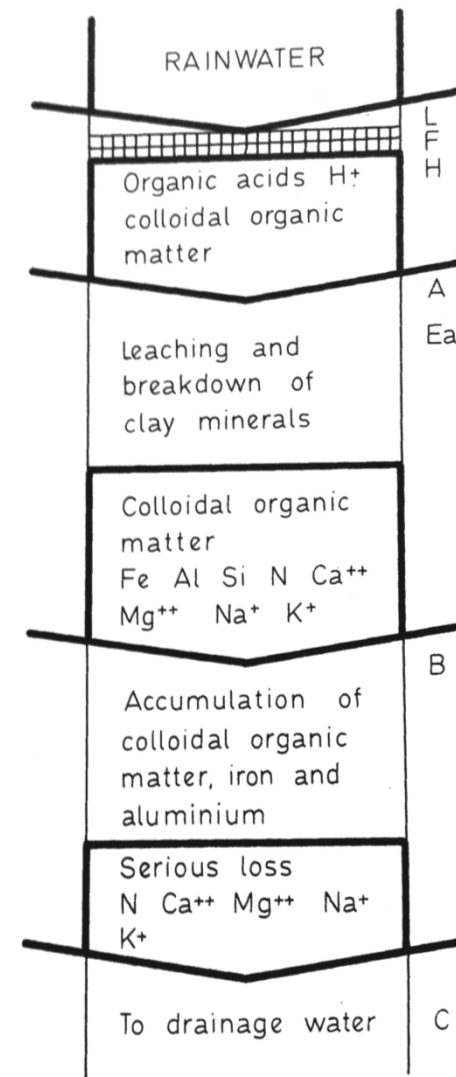 RAINWATER
L
F
H
Organic acids H+
colloidal organic
matter
A
Ea
Leaching and
breakdown of
clay minerals
Colloidal organic
matter
Fe Al Si N Ca++
Mg++ Na+ K+
B
Accumulation of
colloidal organic
matter, iron and
aluminium
Serious loss
N Ca++ Mg++ Na+
K+
To drainage water
C